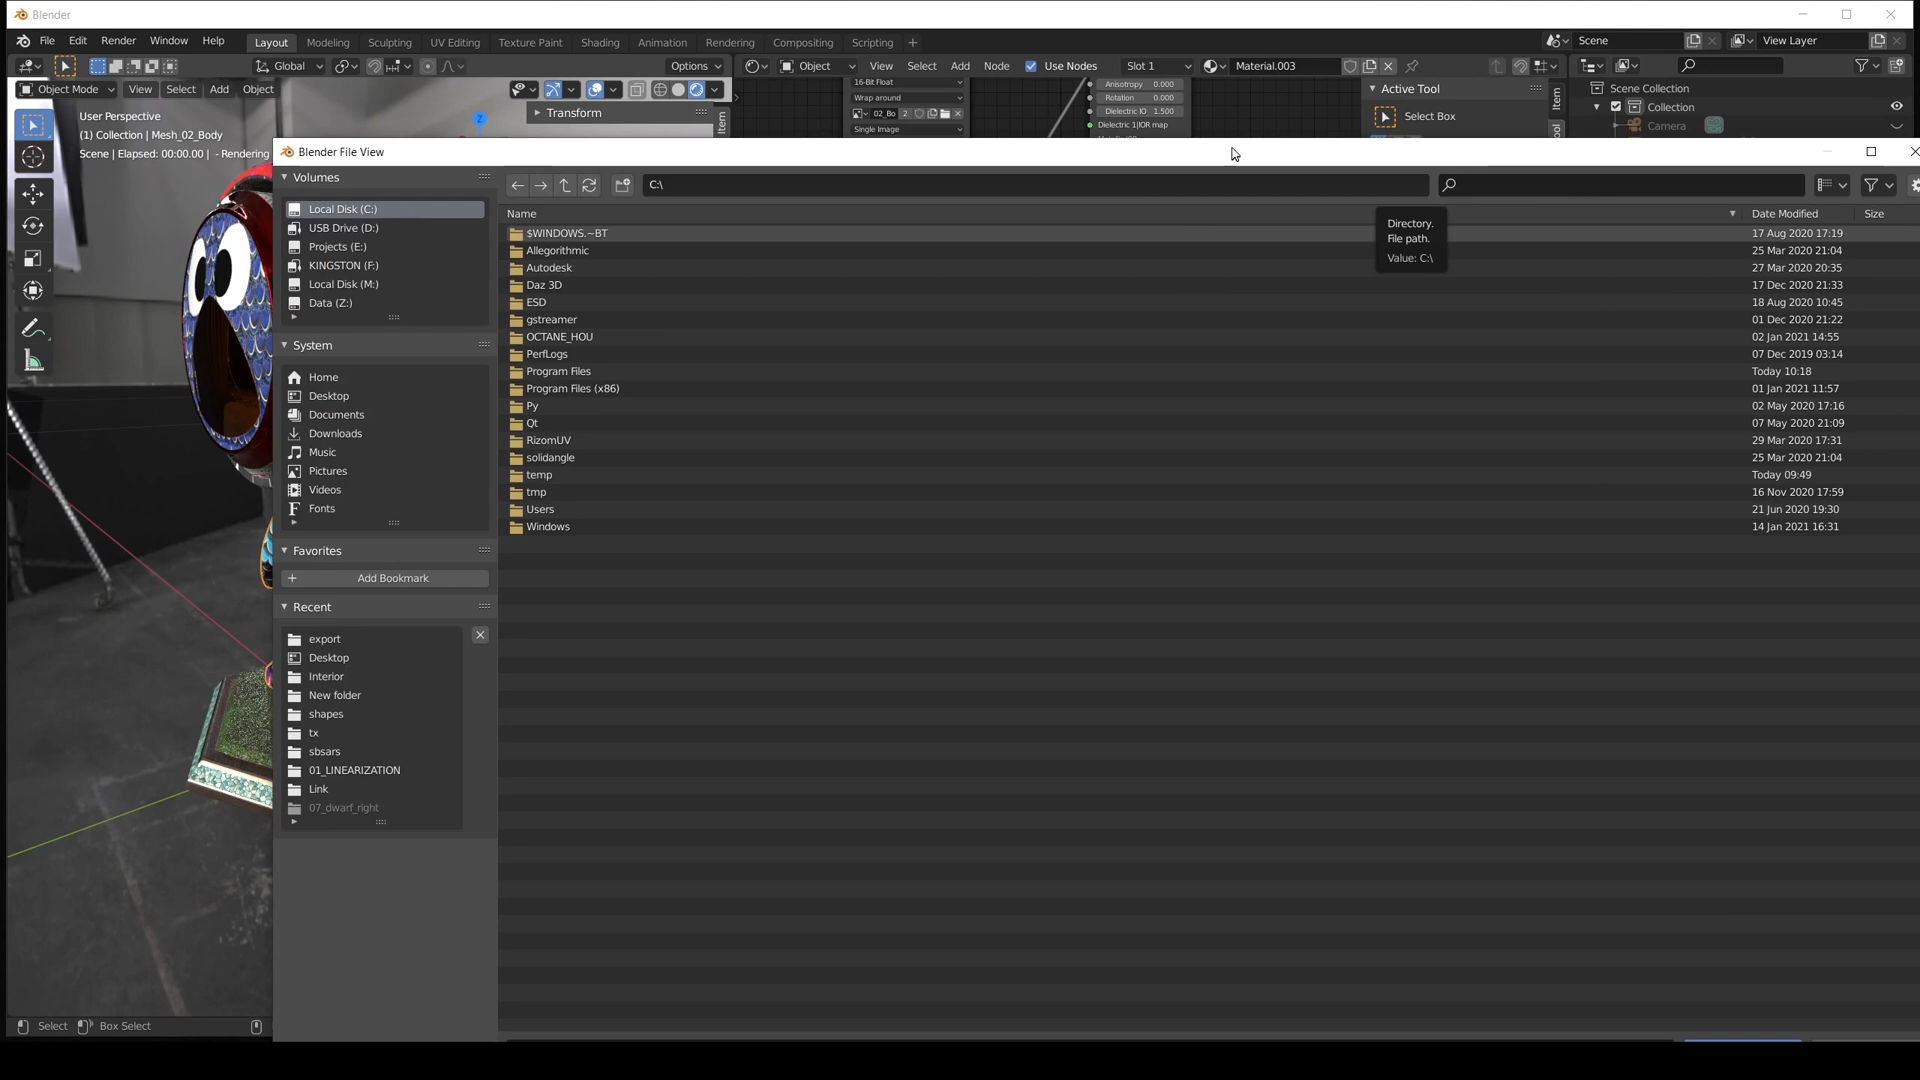 Blender
File Edit Render Window Help Layout Modeling Sculpting UV Editing Texture Paint Shading Animation Rendering Compositing Scripting Scene View Layer
Global Options Object View Select Add Node Use Nodes Slot 1 Material.003
Object Mode View Select Add Object
16-Bit Float Anisotropy 0.000 Active Tool Scene Collection
Wrap around Rotation 0.000 Item Collection
User Perspective Transform 02_Bo 2 Dielectric IO 1.500 Select Box
(1) Collection | Mesh_02_Body Item Single Image Dielectric 1|IOR map Camera
Scene | Elapsed: 00:00.00 | - Rendering
Blender File View
Volumes
C:\
Name Date Modified Size
Local Disk (C:)
USB Drive (D:)
Projects (E:)
KINGSTON (F:)
Local Disk (M:)
Data (Z:)
System
Home
Desktop
Documents
Downloads
Music
Pictures
Videos
Fonts
Favorites
Add Bookmark
Recent
export
Desktop
Interior
New folder
shapes
tx
sbsars
01_LINEARIZATION
Link
07_dwarf_right
$WINDOWS.~BT 17 Aug 2020 17:19
Allegorithmic 25 Mar 2020 21:04
Autodesk 27 Mar 2020 20:35
Daz 3D 17 Dec 2020 21:33
ESD 18 Aug 2020 10:45
gstreamer 01 Dec 2020 21:22
OCTANE_HOU 02 Jan 2021 14:55
PerfLogs 07 Dec 2019 03:14
Program Files Today 10:18
Program Files (x86) 01 Jan 2021 11:57
Py 02 May 2020 17:16
Qt 07 May 2020 21:09
RizomUV 29 Mar 2020 17:31
solidangle 25 Mar 2020 21:04
temp Today 09:49
tmp 16 Nov 2020 17:59
Users 21 Jun 2020 19:30
Windows 14 Jan 2021 16:31
Directory.
File path.
Value: C:\
Select Box Select